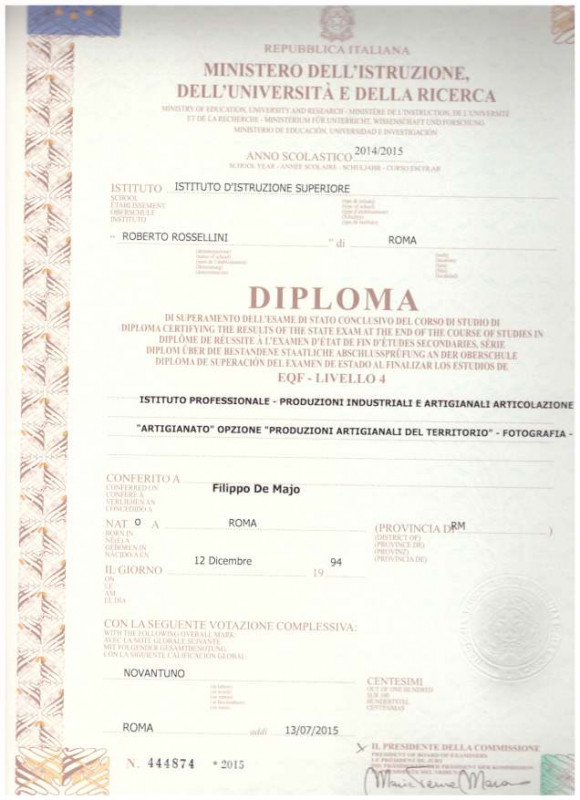 REPUBBLICA ITALIANA
MINISTERO DELL'ISTRUZIONE,
DELL'UNIVERSITÀ E DELLA RICERCA
MINISTRY OF EDUCATION, UNIVERSITY AND RESEARCH - MINISTÈRE DE L'INSTRUCTION, DE L'UNIVERSITÉ
ET DE LA RECHERCHE - MINISTERIUM FÜR UNTERRICHT, WISSENSCHAFT UND FORSCHUNG
MINISTERIO DE EDUCACIÓN, UNIVERSIDAD E INVESTIGACIÓN
ANNO SCOLASTICO 2014/2015
SCHOOL YEAR - ANNÉE SCOLAIRE - SCHULJAHR - CURSO ESCOLAR
ISTITUTO ISTITUTO D'ISTRUZIONE SUPERIORE
SCHOOL
ÉTABLISSEMENT
OBERSCHULE
INSTITUTO
" ROBERTO ROSSELLINI " di ROMA
DIPLOMA
DI SUPERAMENTO DELL'ESAME DI STATO CONCLUSIVO DEL CORSO DI STUDIO DI
DIPLOMA CERTIFYING THE RESULTS OF THE STATE EXAM AT THE END OF THE COURSE OF STUDIES IN
DIPLÔME DE RÉUSSITE À L'EXAMEN D'ÉTAT DE FIN D'ÉTUDES SECONDAIRES, SÉRIE
DIPLOM ÜBER DIE BESTANDENE STAATLICHE ABSCHLUSSPRÜFUNG AN DER OBERSCHULE
DIPLOMA DE SUPERACIÓN DEL EXAMEN DE ESTADO AL FINALIZAR LOS ESTUDIOS DE
EQF - LIVELLO 4
ISTITUTO PROFESSIONALE - PRODUZIONI INDUSTRIALI E ARTIGIANALI ARTICOLAZIONE
"ARTIGIANATO" OPZIONE "PRODUZIONI ARTIGIANALI DEL TERRITORIO" - FOTOGRAFIA -
CONFERITO A Filippo De Majo
CONFERRED ON
CONFÉRÉ À
VERLIEHEN AN
CONCEDIDO A
NAT O A ROMA (PROVINCIA DI RM )
BORN IN (DISTRICT OF)
NÉ(E) À (PROVINCE DE)
GEBOREN IN (PROVINZ)
NACIDO/A EN (PROVINCIA DE)
IL GIORNO 12 Dicembre 19 94
ON
LE
AM
EL DÍA
CON LA SEGUENTE VOTAZIONE COMPLESSIVA:
WITH THE FOLLOWING OVERALL MARK
AVEC LA NOTE GLOBALE SUIVANTE
MIT FOLGENDER GESAMTBENOTUNG
CON LA SIGUIENTE CALIFICACIÓN GLOBAL
NOVANTUNO CENTESIMI
OUT OF ONE HUNDRED
SUR 100
HUNDERTSTEL
CENTÉSIMAS
ROMA addì 13/07/2015
IL PRESIDENTE DELLA COMMISSIONE
PRESIDENT OF BOARD OF EXAMINERS
LE PRÉSIDENT DE JURY
N. 444874 *2015